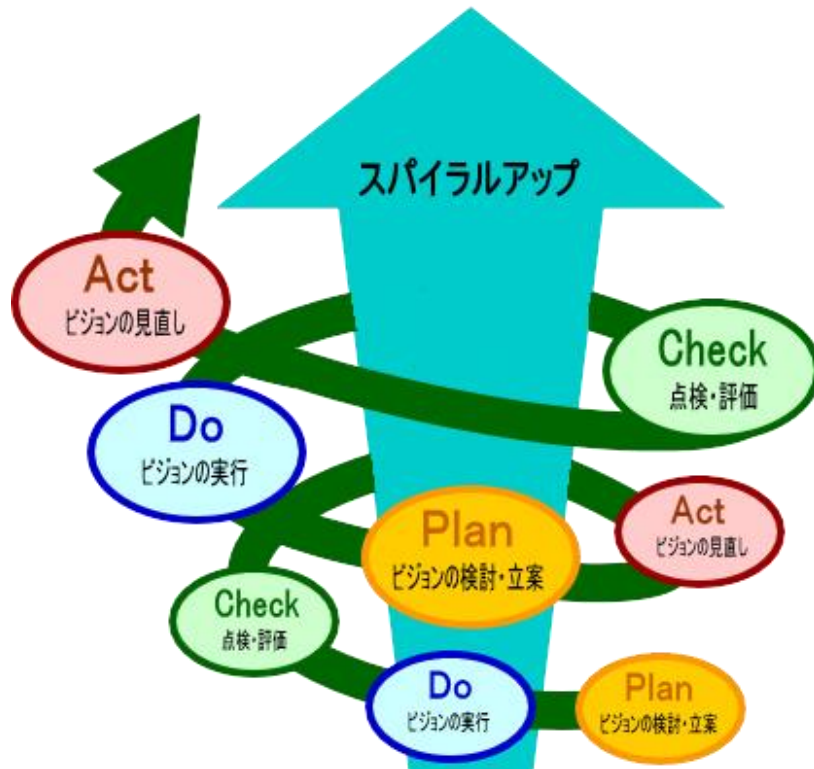 スパイラルアップ
Act
ビジョンの見直し
Check
点検・評価
Do
ビジョンの実行
Plan
ビジョンの検討・立案
Act
ビジョンの見直し
Check
点検・評価
Do
ビジョンの実行
Plan
ビジョンの検討・立案